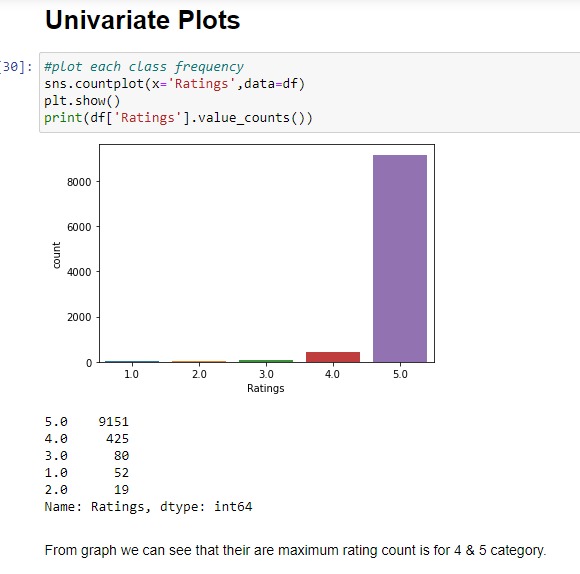 Univariate Plots
[30]: #plot each class frequency
sns.countplot(x='Ratings',data=df)
plt.show()
print(df['Ratings'].value_counts())
8000
6000
4000
2000
0
count
1.0 2.0 3.0 4.0 5.0
Ratings
5.0 9151
4.0 425
3.0 80
1.0 52
2.0 19
Name: Ratings, dtype: int64
From graph we can see that their are maximum rating count is for 4 & 5 category.